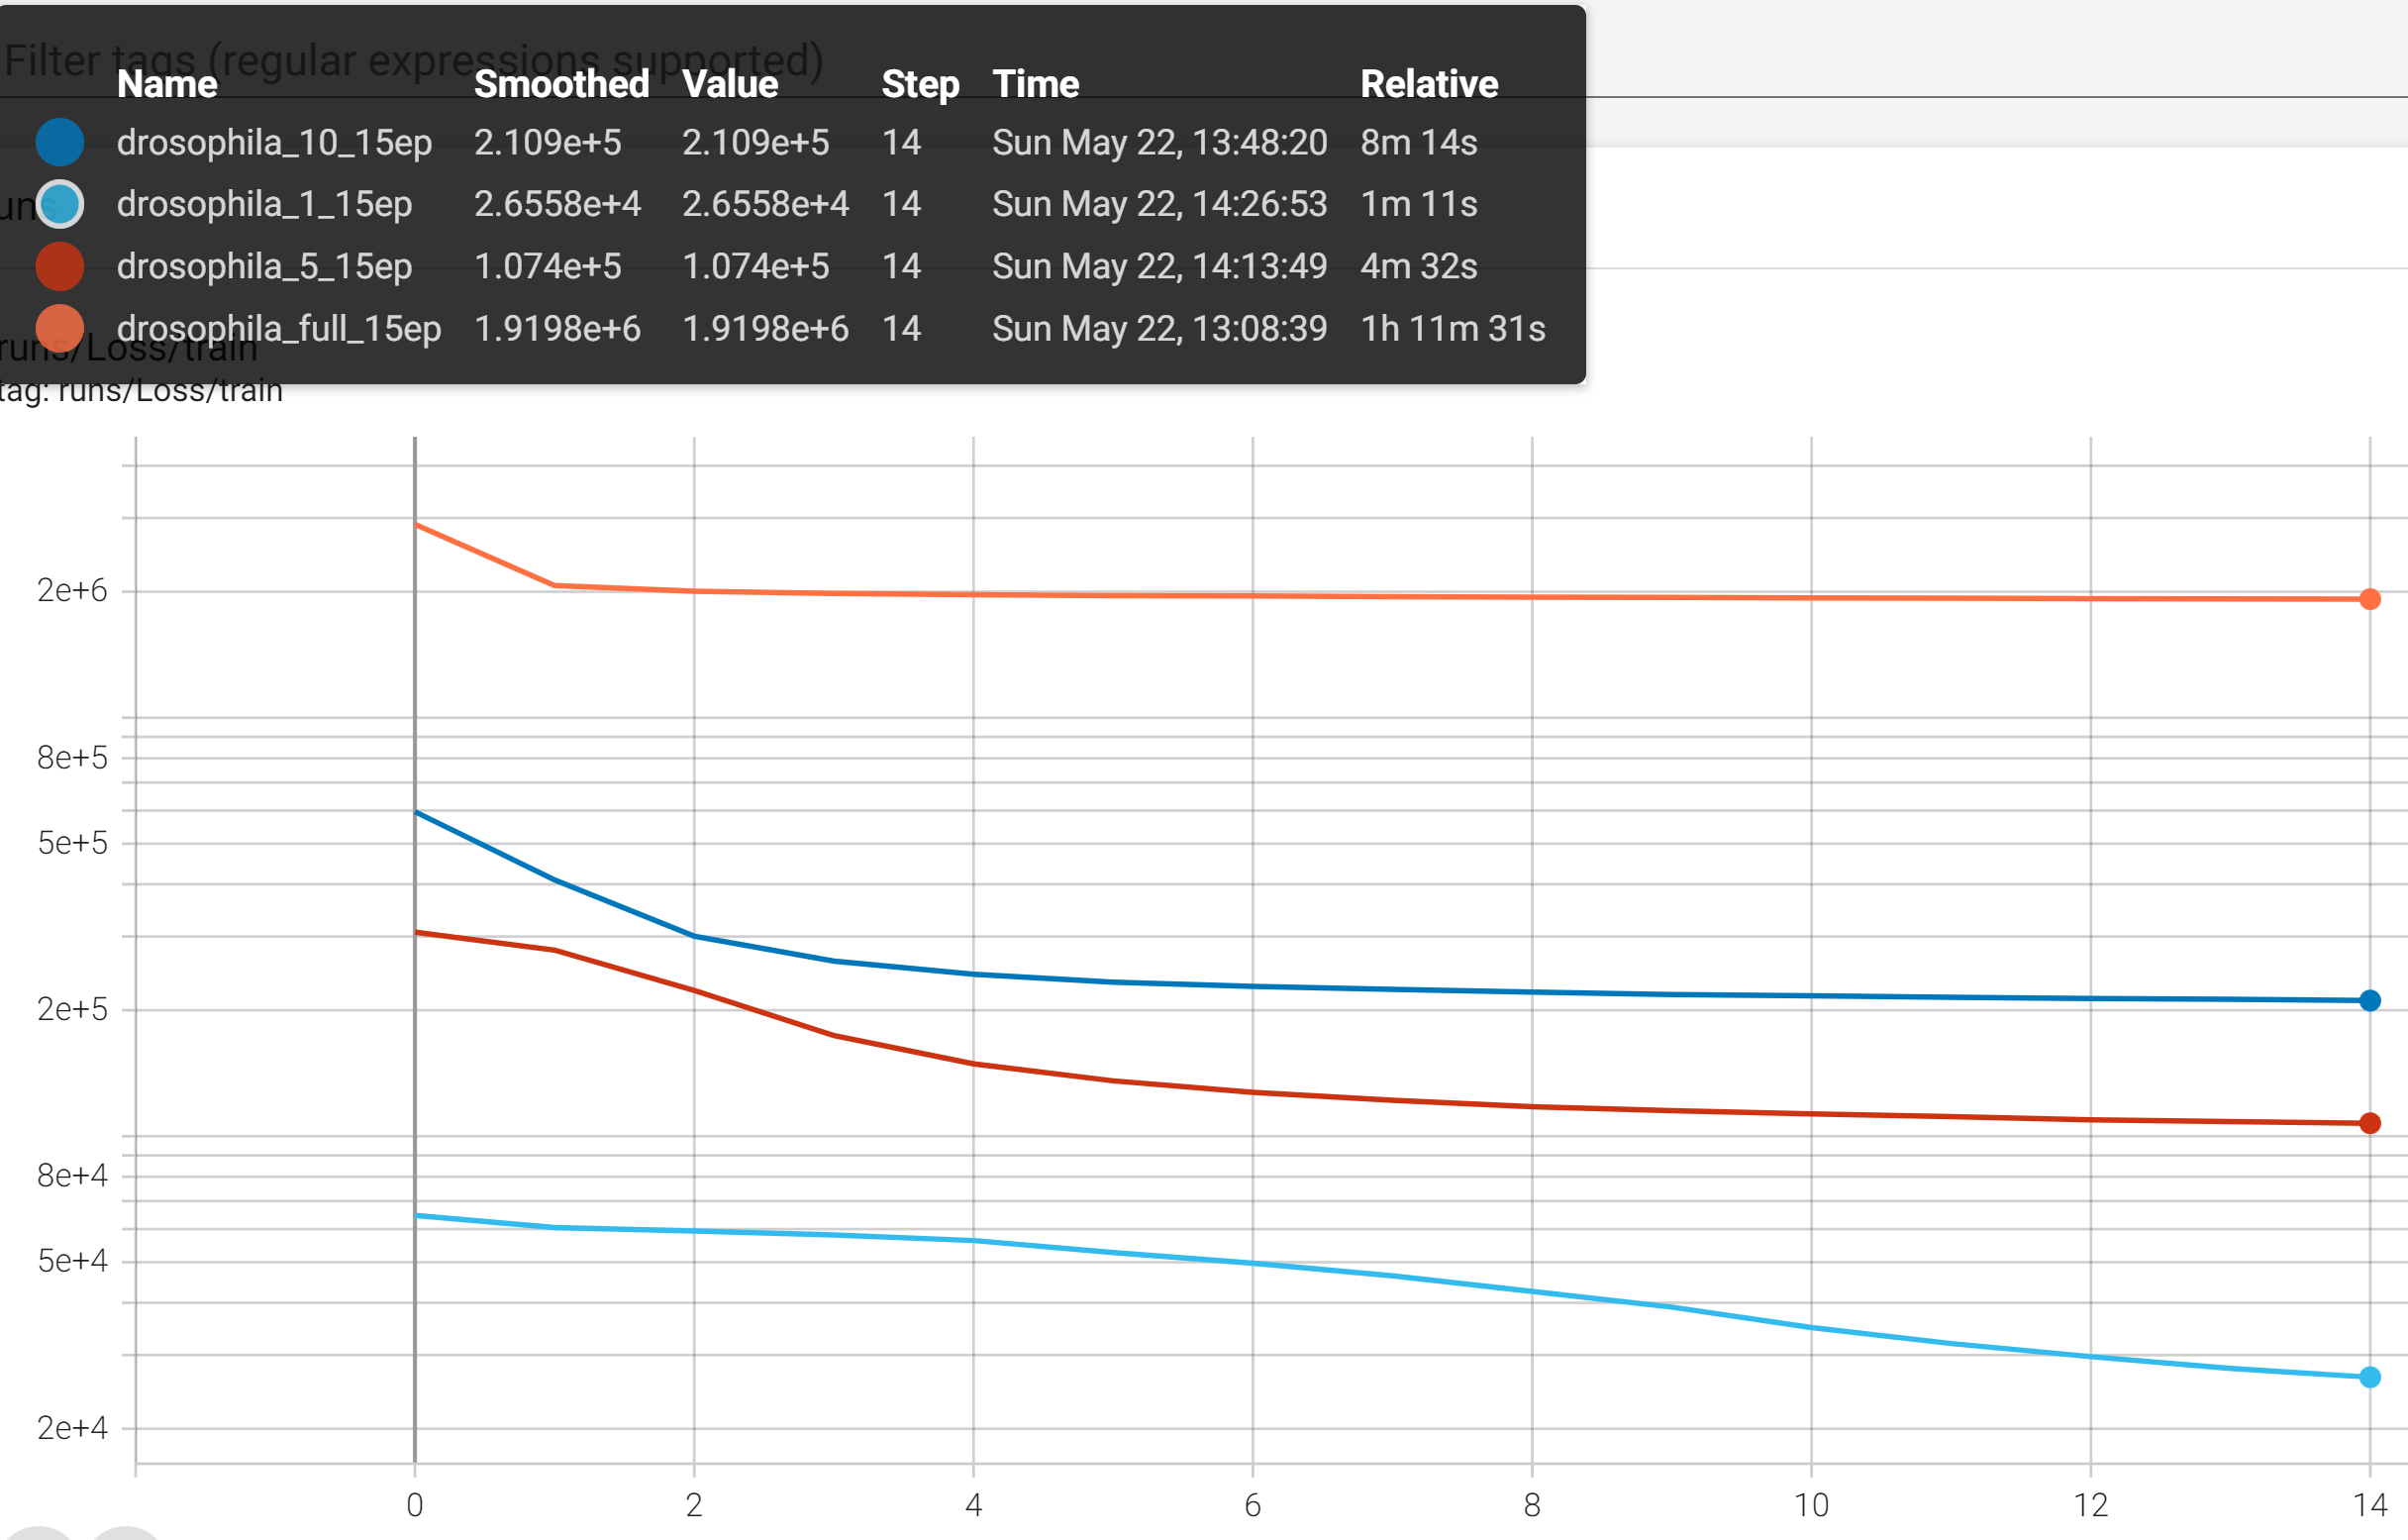 Filter tags (regular expressions supported)
Name Smoothed Value Step Time Relative
drosophila_10_15ep 2.109e+5 2.109e+5 14 Sun May 22, 13:48:20 8m 14s
uns
drosophila_1_15ep 2.6558e+4 2.6558e+4 14 Sun May 22, 14:26:53 1m 11s
drosophila_5_15ep 1.074e+5 1.074e+5 14 Sun May 22, 14:13:49 4m 32s
drosophila_full_15ep 1.9198e+6 1.9198e+6 14 Sun May 22, 13:08:39 1h 11m 31s
runs/Loss/train
tag: runs/Loss/train
2e+6
8e+5
5e+5
2e+5
8e+4
5e+4
2e+4
0 2 4 6 8 10 12 14